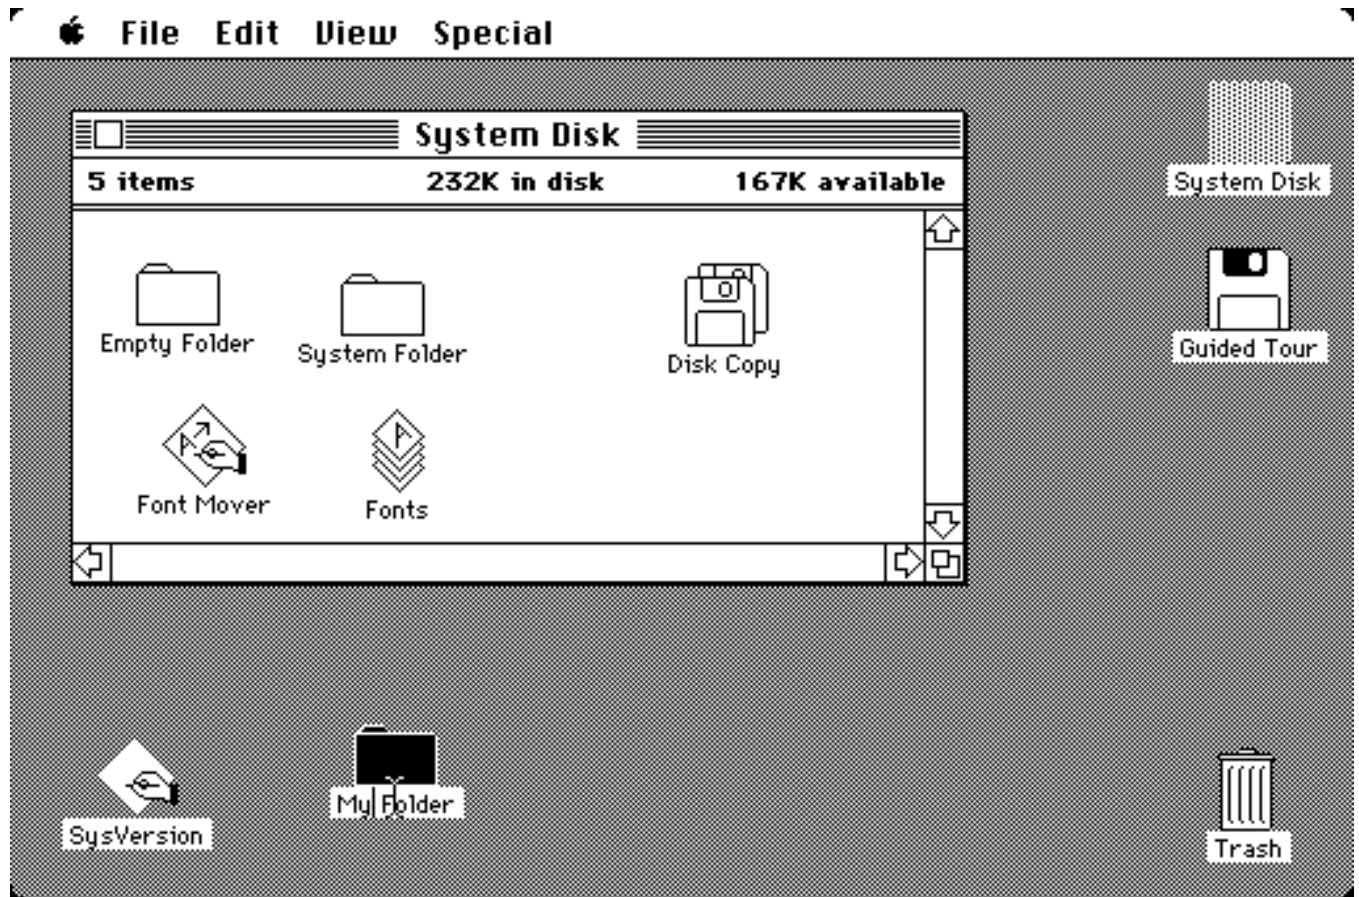 File Edit View Special
System Disk
5 items 232K in disk 167K available
System Disk
Empty Folder
System Folder
Disk Copy
Guided Tour
Font Mover
Fonts
My Folder
SysVersion
Trash